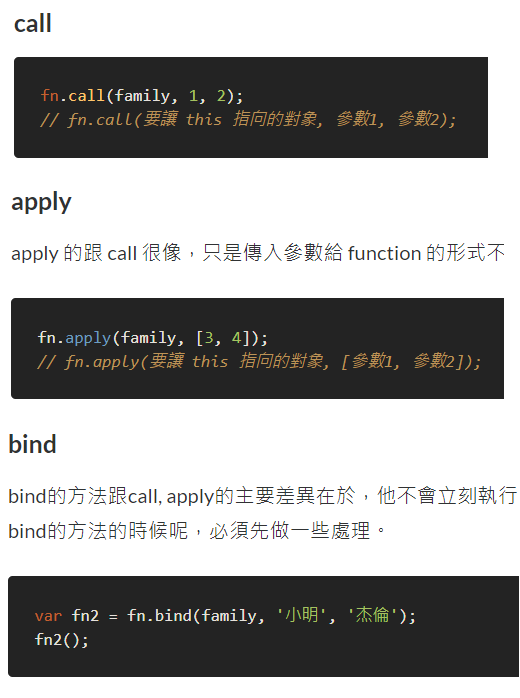 call
fn.call(family, 1, 2);
// fn.call(要讓 this 指向的對象, 參數1, 參數2);
apply
apply 的跟 call 很像，只是傳入參數給 function 的形式不
fn.apply(family, [3, 4]);
// fn.apply(要讓 this 指向的對象, [參數1, 參數2]);
bind
bind的方法跟call, apply的主要差異在於，他不會立刻執行
bind的方法的時候呢，必須先做一些處理。
var fn2 = fn.bind(family, '小明', '杰倫');
fn2();